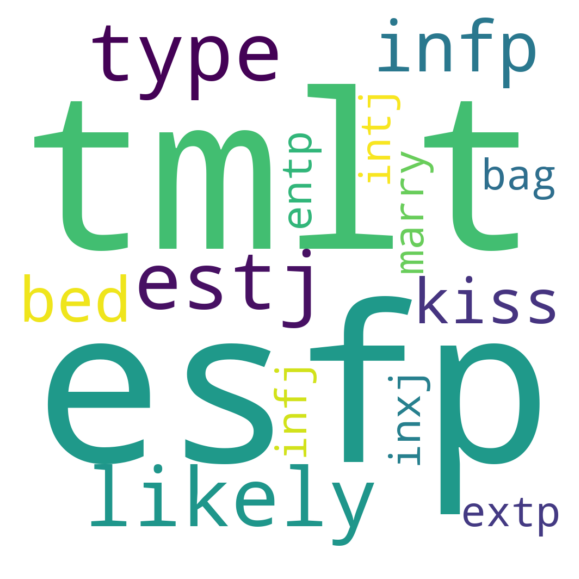 type
infp
tmlt
entp
intj
marry
bag
estj
bed
kiss
esfp
infj
inxj
likely
extp